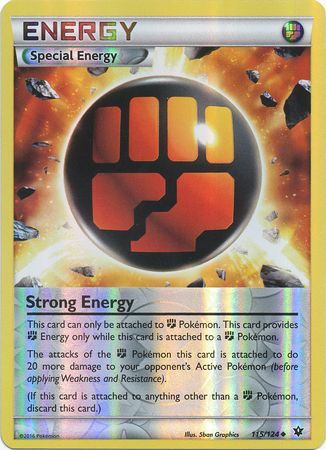 ENERGY
Special Energy
Strong Energy
This card can only be attached to Pokémon. This card provides
Energy only while this card is attached to a Pokémon.
The attacks of the Pokémon this card is attached to do
20 more damage to your opponent's Active Pokémon (before
applying Weakness and Resistance).
(If this card is attached to anything other than a Pokémon,
discard this card.)
©2016 Pokémon
Illus. 5ban Graphics
115/124